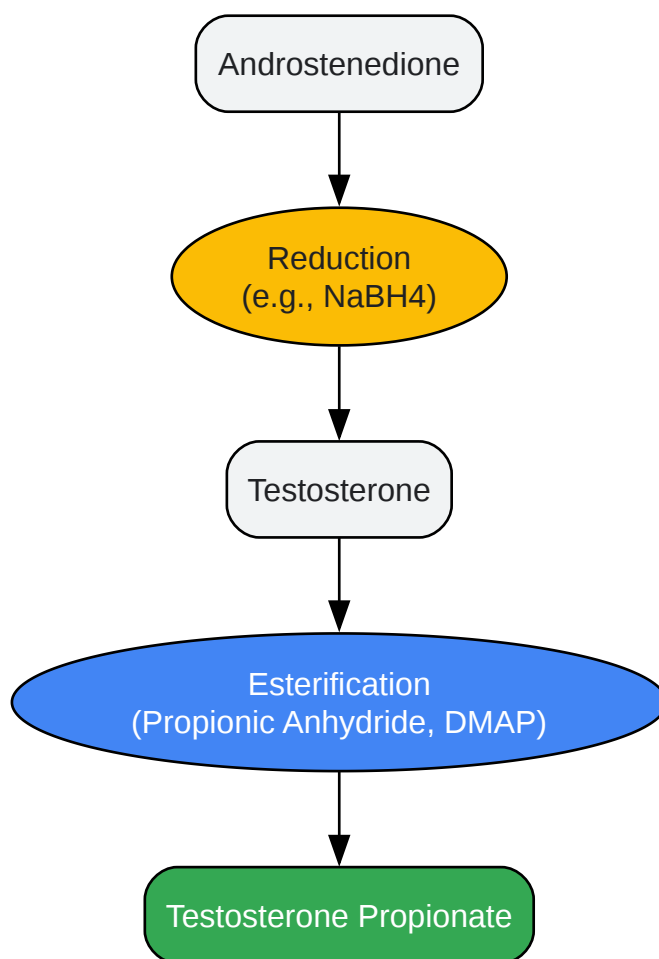 Androstenedione
Reduction
(e.g., NaBH4)
Testosterone
Esterification
(Propionic Anhydride, DMAP)
Testosterone Propionate